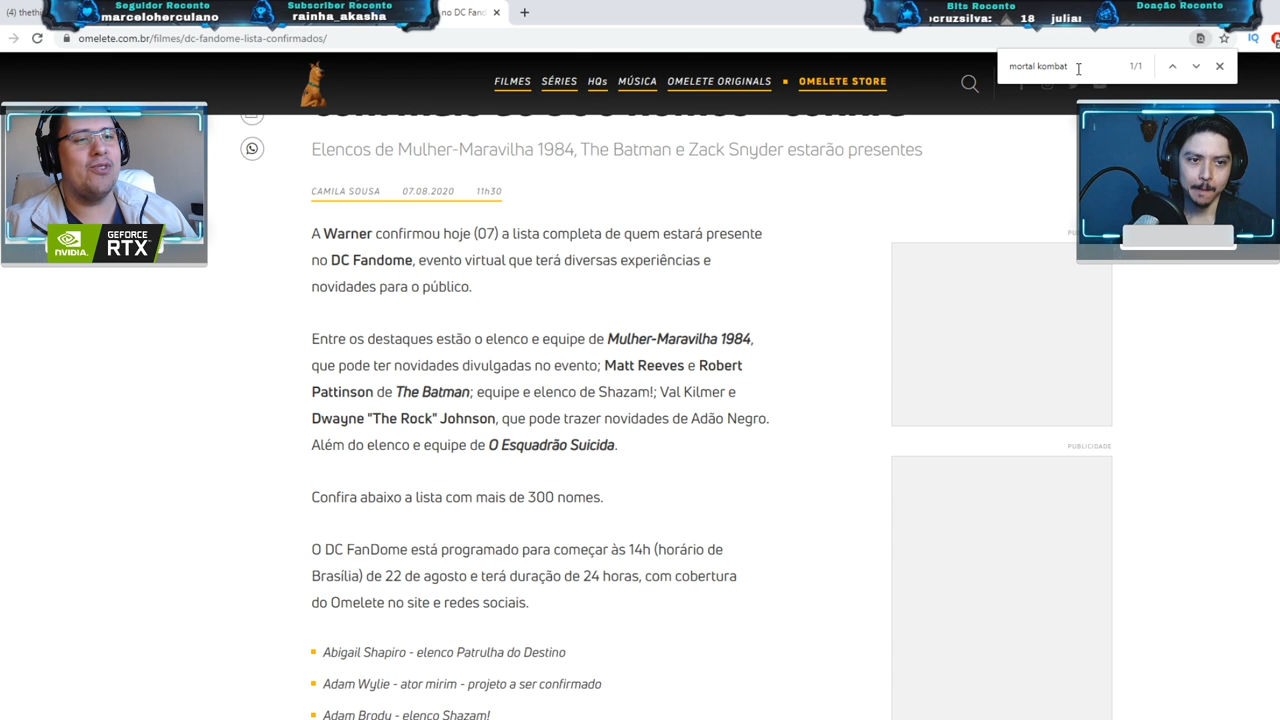 (4) thethi
Seguidor Reconto
marceloherculano
Subscriber Reconto
rainha_akasha
no DC Fand
Bits Reconto
cruzsilva: 18 julia
Doação Reconto
omelete.com.br/filmes/dc-fandome-lista-confirmados/
IQ
mortal kombat 1/1
FILMES SÉRIES HQs MÚSICA OMELETE ORIGINALS OMELETE STORE
Elencos de Mulher-Maravilha 1984, The Batman e Zack Snyder estarão presentes
CAMILA SOUSA 07.08.2020 11h30
A Warner confirmou hoje (07) a lista completa de quem estará presente
no DC Fandome, evento virtual que terá diversas experiências e
novidades para o público.
Entre os destaques estão o elenco e equipe de Mulher-Maravilha 1984,
que pode ter novidades divulgadas no evento; Matt Reeves e Robert
Pattinson de The Batman; equipe e elenco de Shazam!; Val Kilmer e
Dwayne "The Rock" Johnson, que pode trazer novidades de Adão Negro.
Além do elenco e equipe de O Esquadrão Suicida.
Confira abaixo a lista com mais de 300 nomes.
O DC FanDome está programado para começar às 14h (horário de
Brasília) de 22 de agosto e terá duração de 24 horas, com cobertura
do Omelete no site e redes sociais.
Abigail Shapiro - elenco Patrulha do Destino
Adam Wylie - ator mirim - projeto a ser confirmado
Adam Brody - elenco Shazam!
PUBLICIDADE
NVIDIA.
GEFORCE
RTX